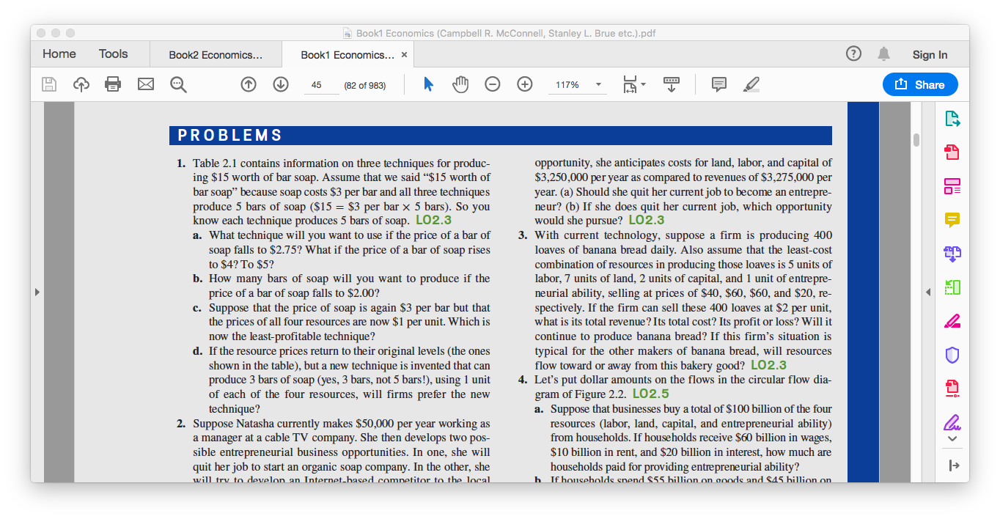 Book1 Economics (Campbell R. McConnell, Stanley L. Brue etc.).pdf
Home Tools Book2 Economics... Book1 Economics... × ? Sign In
45 (82 of 983) 117% Share
PROBLEMS
1. Table 2.1 contains information on three techniques for produc-
ing $15 worth of bar soap. Assume that we said “$15 worth of
bar soap” because soap costs $3 per bar and all three techniques
produce 5 bars of soap ($15 = $3 per bar × 5 bars). So you
know each technique produces 5 bars of soap. LO2.3
a. What technique will you want to use if the price of a bar of
soap falls to $2.75? What if the price of a bar of soap rises
to $4? To $5?
b. How many bars of soap will you want to produce if the
price of a bar of soap falls to $2.00?
c. Suppose that the price of soap is again $3 per bar but that
the prices of all four resources are now $1 per unit. Which is
now the least-profitable technique?
d. If the resource prices return to their original levels (the ones
shown in the table), but a new technique is invented that can
produce 3 bars of soap (yes, 3 bars, not 5 bars!), using 1 unit
of each of the four resources, will firms prefer the new
technique?
2. Suppose Natasha currently makes $50,000 per year working as
a manager at a cable TV company. She then develops two pos-
sible entrepreneurial business opportunities. In one, she will
quit her job to start an organic soap company. In the other, she
will try to develop an Internet-based competitor to the local
opportunity, she anticipates costs for land, labor, and capital of
$3,250,000 per year as compared to revenues of $3,275,000 per
year. (a) Should she quit her current job to become an entrepre-
neur? (b) If she does quit her current job, which opportunity
would she pursue? LO2.3
3. With current technology, suppose a firm is producing 400
loaves of banana bread daily. Also assume that the least-cost
combination of resources in producing those loaves is 5 units of
labor, 7 units of land, 2 units of capital, and 1 unit of entrepre-
neurial ability, selling at prices of $40, $60, $60, and $20, re-
spectively. If the firm can sell these 400 loaves at $2 per unit,
what is its total revenue? Its total cost? Its profit or loss? Will it
continue to produce banana bread? If this firm’s situation is
typical for the other makers of banana bread, will resources
flow toward or away from this bakery good? LO2.3
4. Let’s put dollar amounts on the flows in the circular flow dia-
gram of Figure 2.2. LO2.5
a. Suppose that businesses buy a total of $100 billion of the four
resources (labor, land, capital, and entrepreneurial ability)
from households. If households receive $60 billion in wages,
$10 billion in rent, and $20 billion in interest, how much are
households paid for providing entrepreneurial ability?
b. If households spend $55 billion on goods and $45 billion on